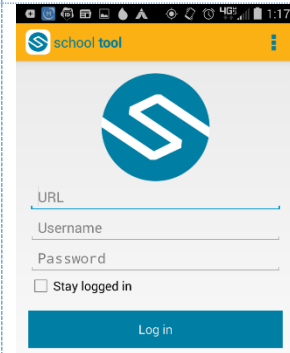 4G 1:17
school tool
URL
Username
Password
Stay logged in
Log in